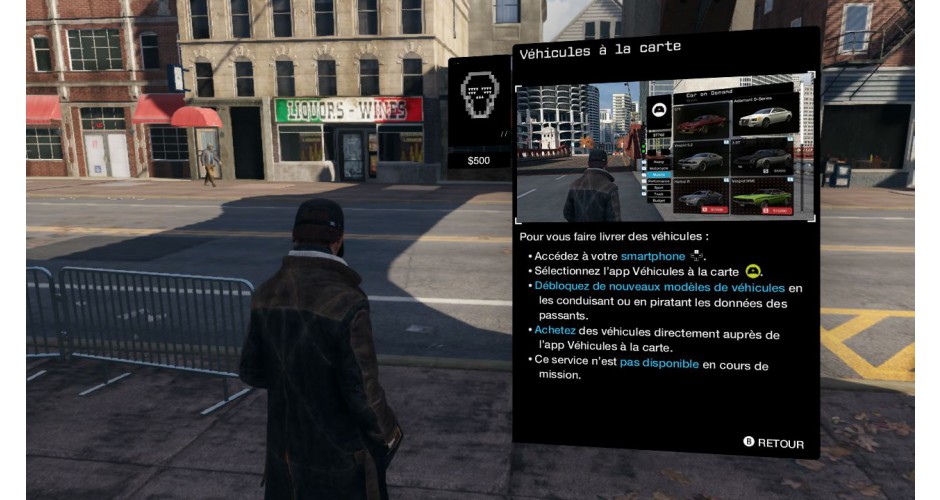 LIQUORS - WINES
$500
Véhicules à la carte
Car on Demand
Pour vous faire livrer des véhicules :
• Accédez à votre smartphone .
• Sélectionnez l'app Véhicules à la carte .
• Débloquez de nouveaux modèles de véhicules en
les conduisant ou en piratant les données des
passants.
• Achetez des véhicules directement auprès de
l'app Véhicules à la carte.
• Ce service n'est pas disponible en cours de
mission.
B RETOUR